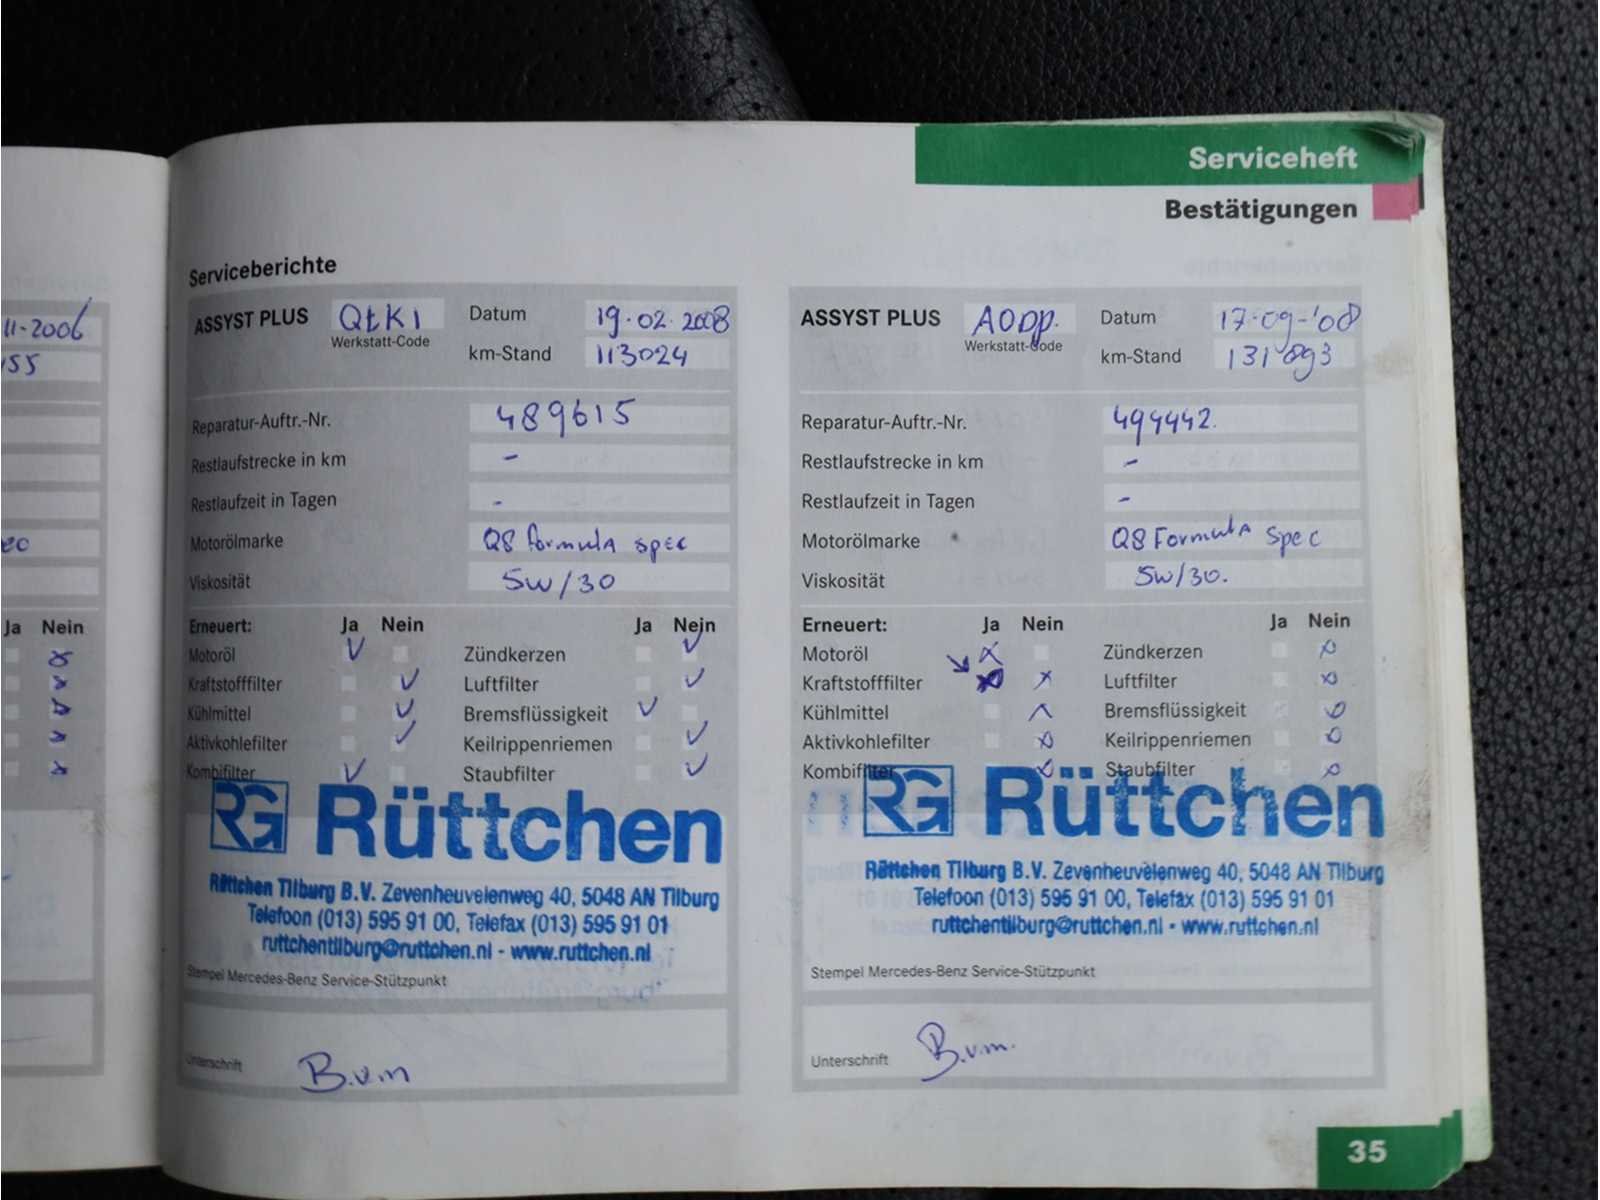 Serviceheft
Bestätigungen
Serviceberichte
11-2006
155
Ja Nein
ASSYST PLUS QtK1 Datum 19-02-2008
Werkstatt-Code
km-Stand 113024
Reparatur-Auftr.-Nr. 489615
Restlaufstrecke in km -
Restlaufzeit in Tagen -
Motorölmarke Q8 Formula spec
Viskosität 5w/30
Erneuert: Ja Nein Ja Nein
Motoröl Zündkerzen
Kraftstofffilter Luftfilter
Kühlmittel Bremsflüssigkeit
Aktivkohlefilter Keilrippenriemen
Kombifilter Staubfilter
RG Rüttchen
Rüttchen Tilburg B.V. Zevenheuvelenweg 40, 5048 AN Tilburg
Telefoon (013) 595 91 00, Telefax (013) 595 91 01
ruttchentilburg@ruttchen.nl - www.ruttchen.nl
Stempel Mercedes-Benz Service-Stützpunkt
Unterschrift B.v.m
ASSYST PLUS AODp. Datum 17-09-'08
Werkstatt-Code
km-Stand 131893
Reparatur-Auftr.-Nr. 494442.
Restlaufstrecke in km -
Restlaufzeit in Tagen -
Motorölmarke Q8 Formula Spec
Viskosität 5w/30.
Erneuert: Ja Nein Ja Nein
Motoröl Zündkerzen
Kraftstofffilter Luftfilter
Kühlmittel Bremsflüssigkeit
Aktivkohlefilter Keilrippenriemen
Kombifilter Staubfilter
RG Rüttchen
Rüttchen Tilburg B.V. Zevenheuvelenweg 40, 5048 AN Tilburg
Telefoon (013) 595 91 00, Telefax (013) 595 91 01
ruttchentilburg@ruttchen.nl - www.ruttchen.nl
Stempel Mercedes-Benz Service-Stützpunkt
Unterschrift B.v.m.
35